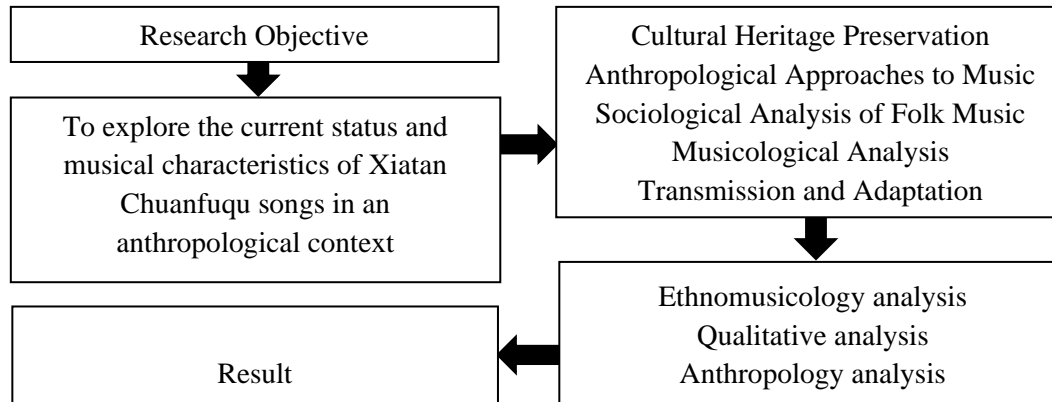 Research Objective
To explore the current status and
musical characteristics of Xiatan
Chuanfuqu songs in an
anthropological context
Cultural Heritage Preservation
Anthropological Approaches to Music
Sociological Analysis of Folk Music
Musicological Analysis
Transmission and Adaptation
Ethnomusicology analysis
Qualitative analysis
Anthropology analysis
Result